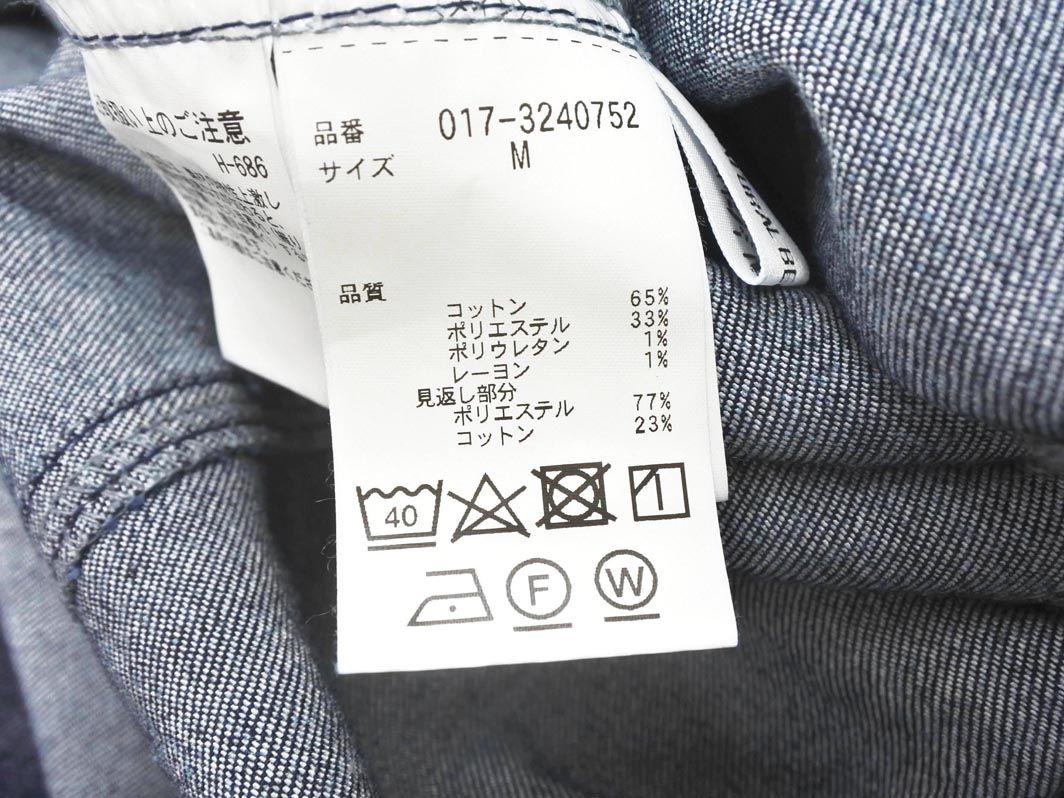 品番 017-3240752
サイズ M
品質
コットン 65%
ポリエステル 33%
ポリウレタン 1%
レーヨン 1%
見返し部分
ポリエステル 77%
コットン 23%
40
F W
上のご注意
H-686